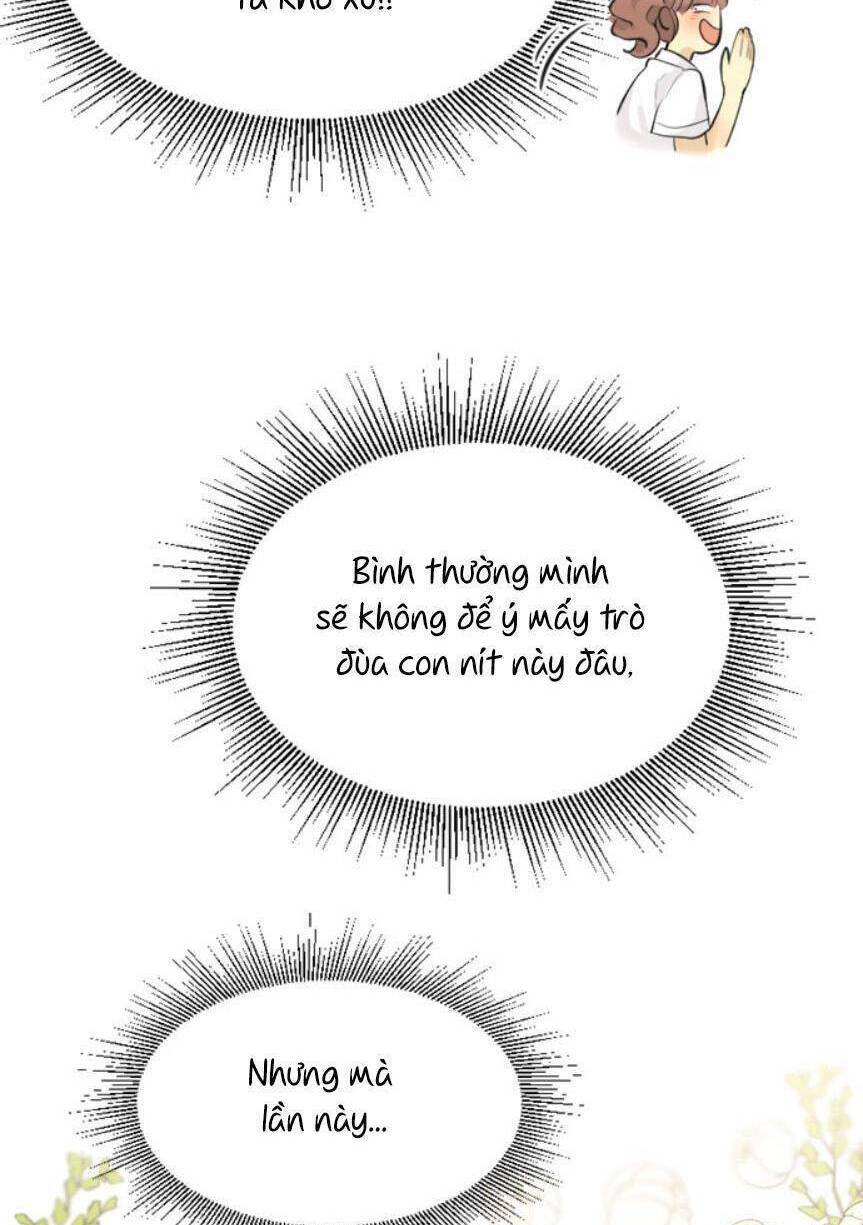 Bình thường mình
sẽ không để ý mấy trò
đùa con nít này đâu,
Nhưng mà
lần này...